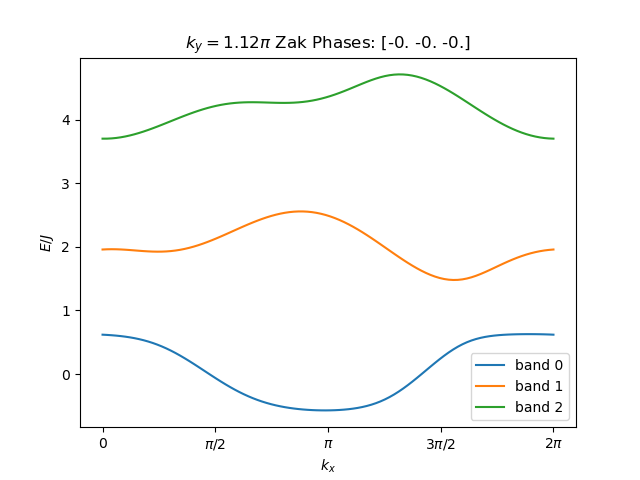 k_y = 1.12π Zak Phases: [-0. -0. -0.]
E/J
4
3
2
1
0
0 π/2 π 3π/2 2π
k_x
band 0
band 1
band 2